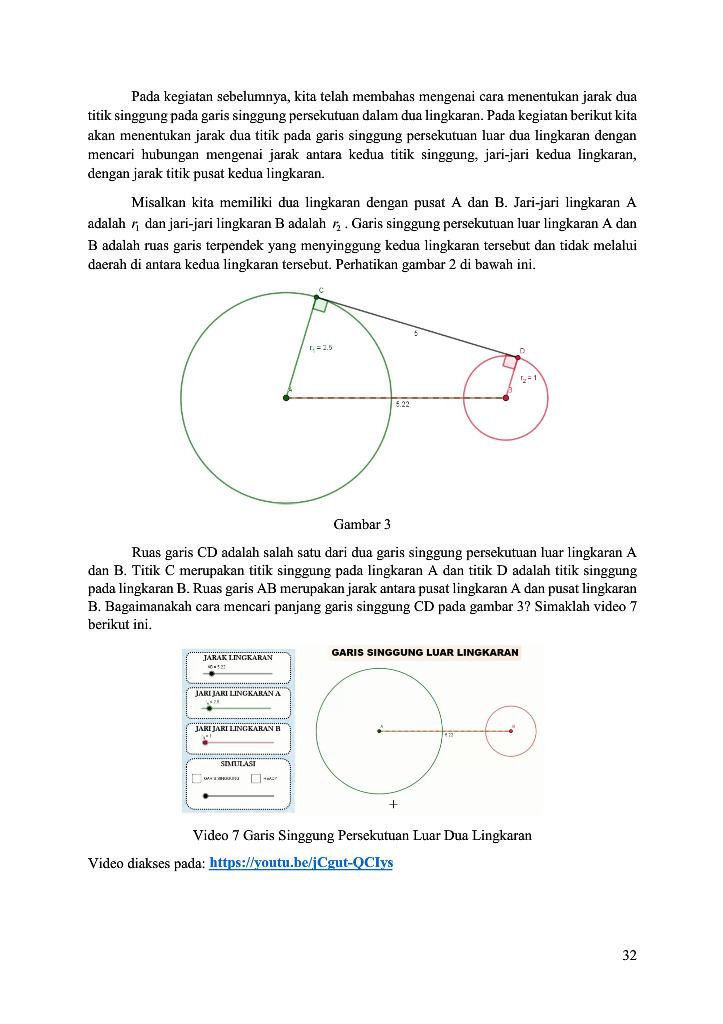 Pada kegiatan sebelumnya, kita telah membahas mengenai cara menentukan jarak dua
titik singgung pada garis singgung persekutuan dalam dua lingkaran. Pada kegiatan berikut kita
akan menentukan jarak dua titik pada garis singgung persekutuan luar dua lingkaran dengan
mencari hubungan mengenai jarak antara kedua titik singgung, jari-jari kedua lingkaran,
dengan jarak titik pusat kedua lingkaran.
Misalkan kita memiliki dua lingkaran dengan pusat A dan B. Jari-jari lingkaran A
adalah r₁ dan jari-jari lingkaran B adalah r₂ . Garis singgung persekutuan luar lingkaran A dan
B adalah ruas garis terpendek yang menyinggung kedua lingkaran tersebut dan tidak melalui
daerah di antara kedua lingkaran tersebut. Perhatikan gambar 2 di bawah ini.
C
5
r₁ = 2.5
D
r₂ = 1
A
B
5.22
Gambar 3
Ruas garis CD adalah salah satu dari dua garis singgung persekutuan luar lingkaran A
dan B. Titik C merupakan titik singgung pada lingkaran A dan titik D adalah titik singgung
pada lingkaran B. Ruas garis AB merupakan jarak antara pusat lingkaran A dan pusat lingkaran
B. Bagaimanakah cara mencari panjang garis singgung CD pada gambar 3? Simaklah video 7
berikut ini.
GARIS SINGGUNG LUAR LINGKARAN
JARAK LINGKARAN
AB = 5.22
JARI JARI LINGKARAN A
r₁ = 2.5
JARI JARI LINGKARAN B
r₂ = 1
SIMULASI
GARIS SINGGUNG
READY
A
B
5.22
Video 7 Garis Singgung Persekutuan Luar Dua Lingkaran
Video diakses pada: https://youtu.be/jCgut-QCIys
32